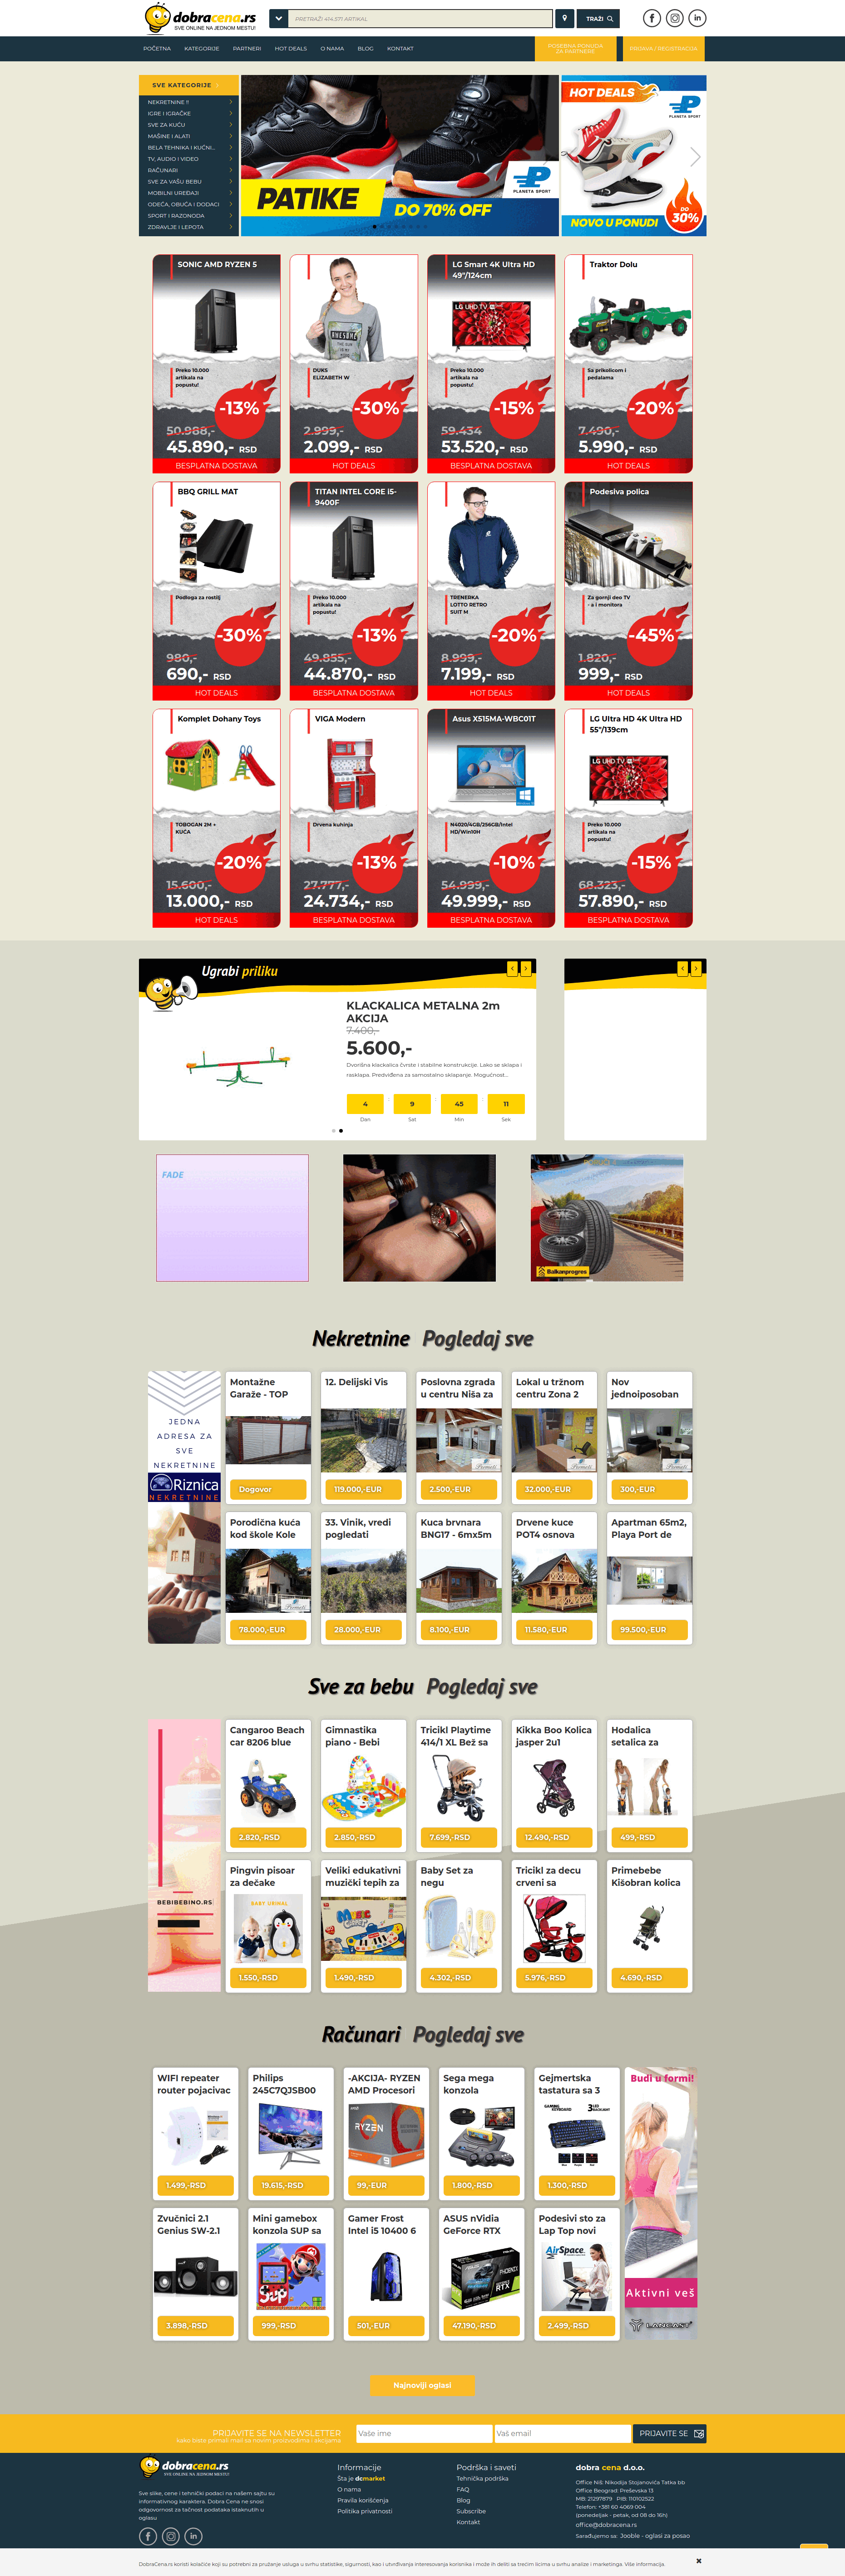 dobracena.rs
SVE ONLINE NA JEDNOM MESTU!
PRETRAŽI 414.571 ARTIKAL
TRAŽI
POČETNA
KATEGORIJE
PARTNERI
HOT DEALS
O NAMA
BLOG
KONTAKT
POSEBNA PONUDA
ZA PARTNERE
PRIJAVA / REGISTRACIJA
SVE KATEGORIJE
NEKRETNINE !!
IGRE I IGRAČKE
SVE ZA KUĆU
MAŠINE I ALATI
BELA TEHNIKA I KUĆNI...
TV, AUDIO I VIDEO
RAČUNARI
SVE ZA VAŠU BEBU
MOBILNI UREĐAJI
ODEĆA, OBUĆA I DODACI
SPORT I RAZONODA
ZDRAVLJE I LEPOTA
PATIKE
DO 70% OFF
PLANETA SPORT
HOT DEALS
PLANETA SPORT
NOVO U PONUDI
DO
30%
SONIC AMD RYZEN 5
Preko 10.000
artikala na
popustu!
-13%
50.988,-
45.890,- RSD
BESPLATNA DOSTAVA
DUKS
ELIZABETH W
-30%
2.999,-
2.099,- RSD
HOT DEALS
LG Smart 4K Ultra HD
49"/124cm
LG UHD TV
Preko 10.000
artikala na
popustu!
-15%
59.434
53.520,- RSD
BESPLATNA DOSTAVA
Traktor Dolu
Sa prikolicom i
pedalama
-20%
7.490,-
5.990,- RSD
HOT DEALS
BBQ GRILL MAT
Podloga za rostilj
-30%
980,-
690,- RSD
HOT DEALS
TITAN INTEL CORE i5-
9400F
Preko 10.000
artikala na
popustu!
-13%
49.855,-
44.870,- RSD
BESPLATNA DOSTAVA
TRENERKA
LOTTO RETRO
SUIT M
-20%
8.999,-
7.199,- RSD
HOT DEALS
Podesiva polica
Za gornji deo TV
- a i monitora
-45%
1.820,-
999,- RSD
HOT DEALS
Komplet Dohany Toys
TOBOGAN 2M +
KUĆA
-20%
15.600,-
13.000,- RSD
HOT DEALS
VIGA Modern
Drvena kuhinja
-13%
27.777,-
24.734,- RSD
BESPLATNA DOSTAVA
Asus X515MA-WBC01T
N4020/4GB/256GB/Intel
HD/Win10H
-10%
54.999,-
49.999,- RSD
BESPLATNA DOSTAVA
LG Ultra HD 4K Ultra HD
55"/139cm
LG UHD TV
Preko 10.000
artikala na
popustu!
-15%
68.323,-
57.890,- RSD
BESPLATNA DOSTAVA
Ugrabi priliku
KLACKALICA METALNA 2m
AKCIJA
7.400,-
5.600,-
Dvorišna klackalica čvrste i stabilne konstrukcije. Lako se sklapa i
rasklapa. Predviđena za samostalno sklapanje. Mogućnost...
4
9
45
11
Dan
Sat
Min
Sek
FADE
Balkanprogres
Nekretnine Pogledaj sve
JEDNA
ADRESA ZA
SVE
NEKRETNINE
Riznica
NEKRETNINE
Montažne
Garaže - TOP
Dogovor
12. Delijski Vis
119.000,-EUR
Poslovna zgrada
u centru Niša za
2.500,-EUR
Lokal u tržnom
centru Zona 2
32.000,-EUR
Nov
jednoiposoban
300,-EUR
Porodična kuća
kod škole Kole
78.000,-EUR
33. Vinik, vredi
pogledati
28.000,-EUR
Kuca brvnara
BNG17 - 6mx5m
8.100,-EUR
Drvene kuce
POT4 osnova
11.580,-EUR
Apartman 65m2,
Playa Port de
99.500,-EUR
Sve za bebu Pogledaj sve
BEBIBEBINO.RS
Cangaroo Beach
car 8206 blue
2.820,-RSD
Gimnastika
piano - Bebi
2.850,-RSD
Tricikl Playtime
414/1 XL Bež sa
7.699,-RSD
Kikka Boo Kolica
jasper 2u1
12.490,-RSD
Hodalica
setalica za
499,-RSD
Pingvin pisoar
za dečake
BABY URINAL
1.550,-RSD
Veliki edukativni
muzički tepih za
1.490,-RSD
Baby Set za
negu
4.302,-RSD
Tricikl za decu
crveni sa
5.976,-RSD
Primebebe
Kišobran kolica
4.690,-RSD
Računari Pogledaj sve
WIFI repeater
router pojacivac
1.499,-RSD
Philips
245C7QJSB00
19.615,-RSD
-AKCIJA- RYZEN
AMD Procesori
RYZEN
99,-EUR
Sega mega
konzola
1.800,-RSD
Gejmertska
tastatura sa 3
1.300,-RSD
Budi u formi!
Aktivni veš
LANCAST
Zvučnici 2.1
Genius SW-2.1
3.898,-RSD
Mini gamebox
konzola SUP sa
SUP
999,-RSD
Gamer Frost
Intel i5 10400 6
501,-EUR
ASUS nVidia
GeForce RTX
47.190,-RSD
Podesivi sto za
Lap Top novi
AirSpace
2.499,-RSD
Najnoviji oglasi
PRIJAVITE SE NA NEWSLETTER
kako biste primali mail za novim proizvodima i akcijama
Vaše ime
Vaš email
PRIJAVITE SE
dobracena.rs
SVE ONLINE NA JEDNOM MESTU!
Sve slike, cene i tehnički podaci na našem sajtu su
informativnog karaktera. Dobra Cena ne snosi
odgovornost za tačnost podataka istaknutih u
oglasu
Informacije
Šta je d€market
O nama
Pravila korišćenja
Politika privatnosti
Podrška i saveti
Tehnička podrška
FAQ
Blog
Subscribe
Kontakt
dobra cena d.o.o.
Office Niš: Nikodija Stojanovića Tatka bb
Office Beograd: Preševska 13
MB: 21297879 PIB: 110102522
Telefon: +381 60 4069 004
(ponedeljak - petak, od 08 do 16h)
office@dobracena.rs
Sarađujemo sa: Jooble - oglasi za posao
DobraCena.rs koristi kolačiće koji su potrebni za pružanje usluga u svrhu statistike, sigurnosti, kao i utvrđivanja interesovanja korisnika i može ih deliti se trećim licima u svrhu analize i marketinga. Više informacija.